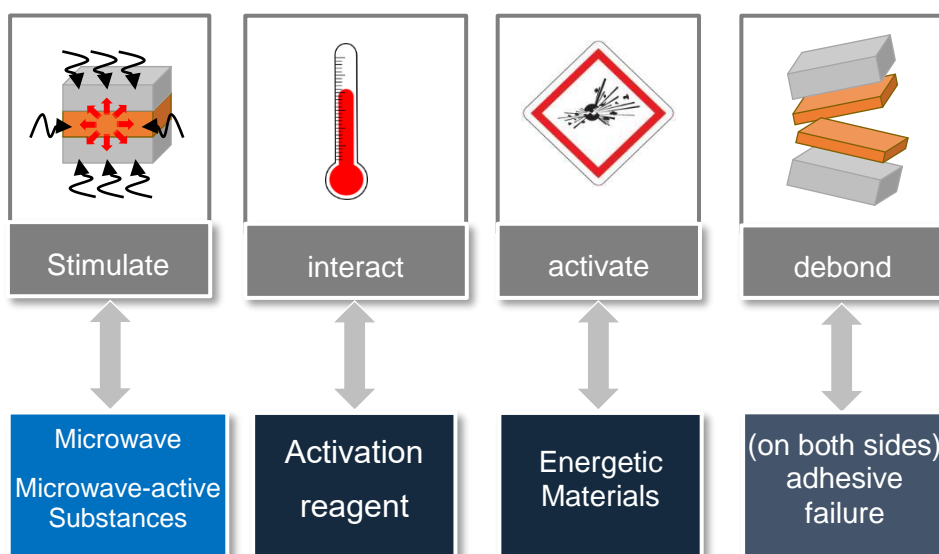 Stimulate
interact
activate
debond
Microwave
Microwave-active
Substances
Activation
reagent
Energetic
Materials
(on both sides)
adhesive
failure